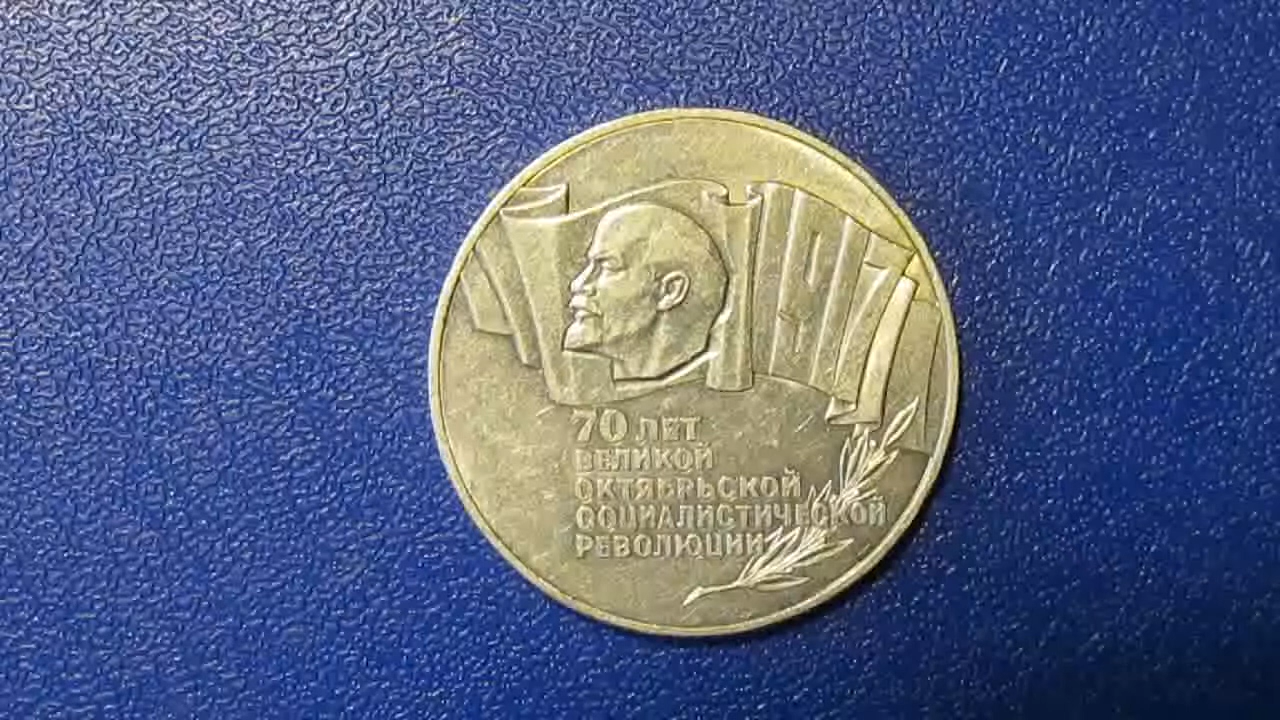 1917
70 ЛЕТ
ВЕЛИКОЙ
ОКТЯБРЬСКОЙ
СОЦИАЛИСТИЧЕСКОЙ
РЕВОЛЮЦИИ